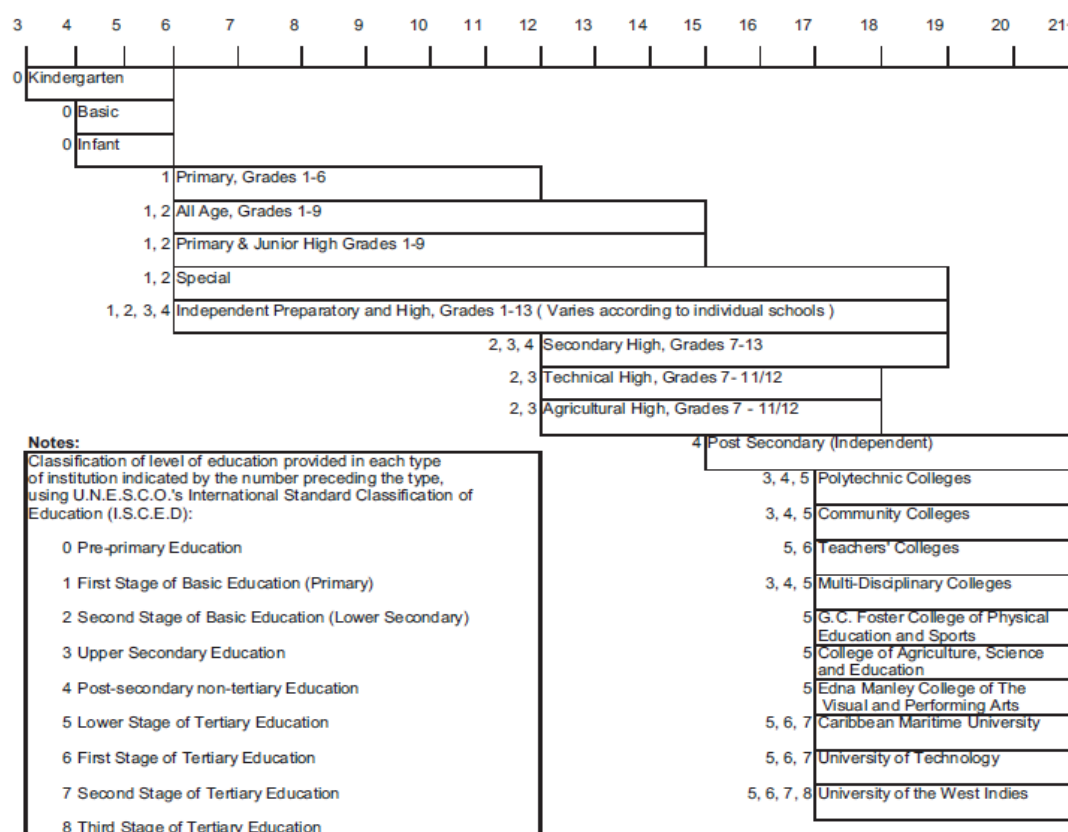 3 4 5 6 7 8 9 10 11 12 13 14 15 16 17 18 19 20 21
0 Kindergarten
0 Basic
0 Infant
1 Primary, Grades 1-6
1, 2 All Age, Grades 1-9
1, 2 Primary & Junior High Grades 1-9
1, 2 Special
1, 2, 3, 4 Independent Preparatory and High, Grades 1-13 ( Varies according to individual schools )
2, 3, 4 Secondary High, Grades 7-13
2, 3 Technical High, Grades 7- 11/12
2, 3 Agricultural High, Grades 7 - 11/12
4 Post Secondary (Independent)
3, 4, 5 Polytechnic Colleges
3, 4, 5 Community Colleges
5, 6 Teachers' Colleges
3, 4, 5 Multi-Disciplinary Colleges
5 G.C. Foster College of Physical
Education and Sports
5 College of Agriculture, Science
and Education
5 Edna Manley College of The
Visual and Performing Arts
5, 6, 7 Caribbean Maritime University
5, 6, 7 University of Technology
5, 6, 7, 8 University of the West Indies
Notes:
Classification of level of education provided in each type
of institution indicated by the number preceding the type,
using U.N.E.S.C.O.'s International Standard Classification of
Education (I.S.C.E.D):
0 Pre-primary Education
1 First Stage of Basic Education (Primary)
2 Second Stage of Basic Education (Lower Secondary)
3 Upper Secondary Education
4 Post-secondary non-tertiary Education
5 Lower Stage of Tertiary Education
6 First Stage of Tertiary Education
7 Second Stage of Tertiary Education
8 Third Stage of Tertiary Education